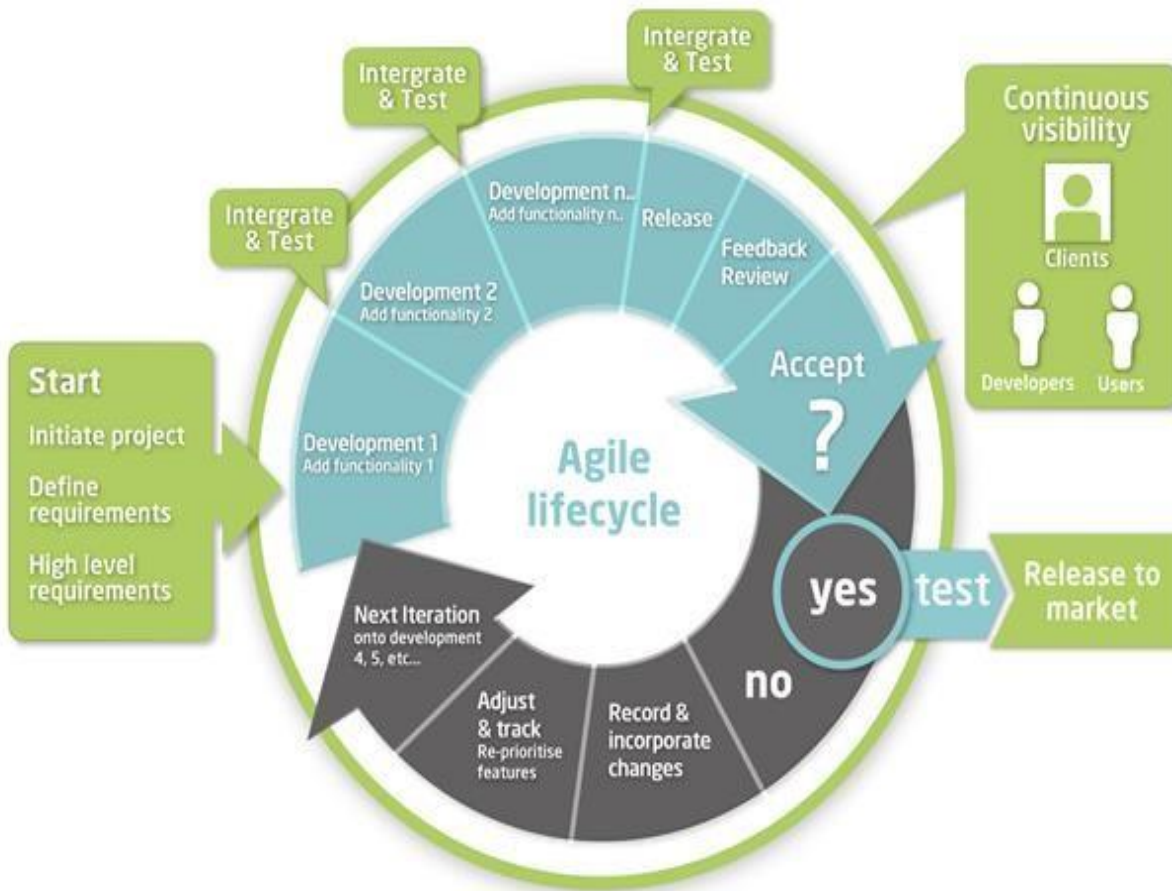 Intergrate
& Test
Intergrate
& Test
Intergrate
& Test
Continuous
visibility
Clients
Developers
Users
Start
Initiate project
Define
requirements
High level
requirements
Development 1
Add functionality 1
Development 2
Add functionality 2
Development n..
Add functionality n..
Release
Feedback
Review
Accept
?
Agile
lifecycle
yes
test
Release to
market
no
Record &
incorporate
changes
Adjust
& track
Re-prioritise
features
Next Iteration
onto development
4, 5, etc...